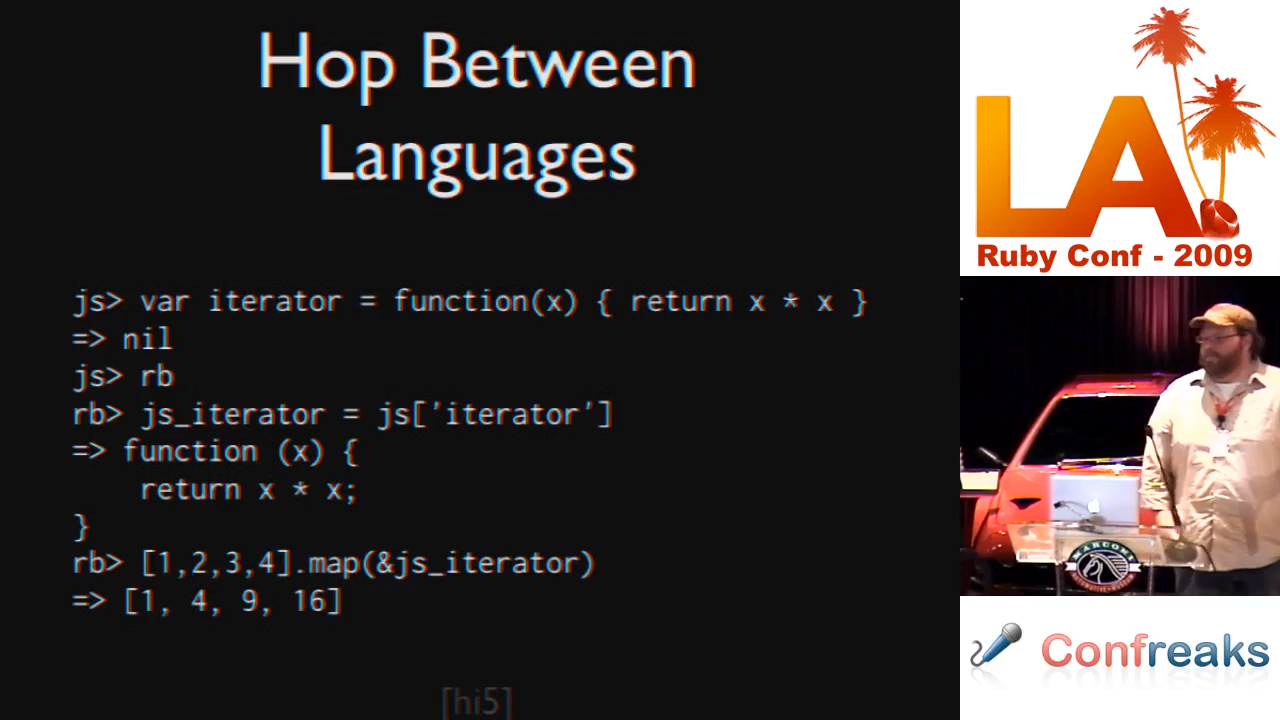 Hop Between
Languages
js> var iterator = function(x) { return x * x }
=> nil
js> rb
rb> js_iterator = js['iterator']
=> function (x) {
return x * x;
}
rb> [1,2,3,4].map(&js_iterator)
=> [1, 4, 9, 16]
[hi5]
LA
Ruby Conf - 2009
MARCONI
Confreaks